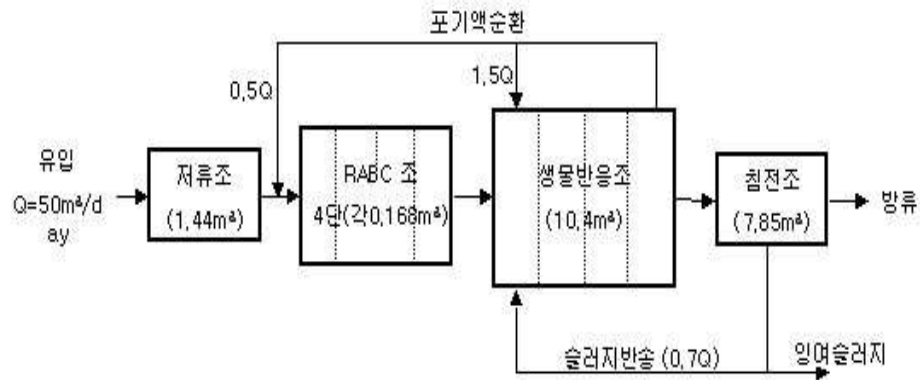 포기액순환
0,5Q
1,5Q
유입
Q=50m³/d
ay
저류조
(1,44m³)
RABC 조
4단(각0,168m³)
생물반응조
(10,4m³)
침전조
(7,85m³)
방류
슬러지반송 (0,7Q)
잉여슬러지